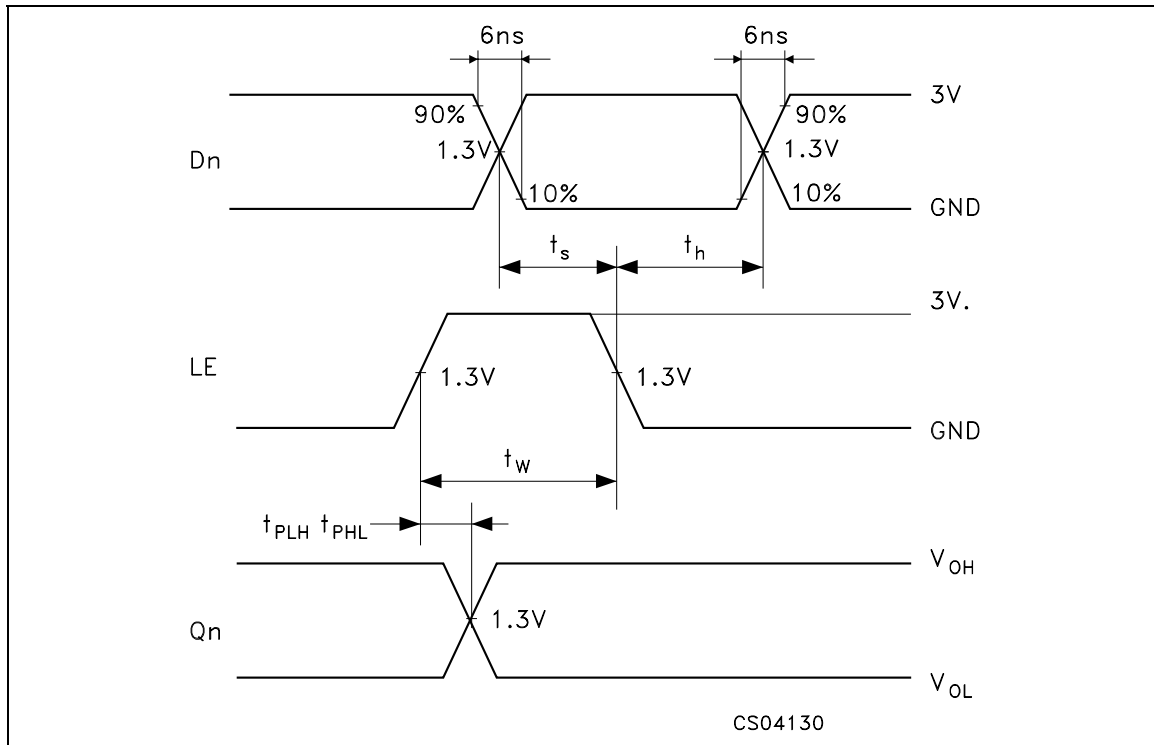 6ns 6ns
3V
90% 90%
Dn 1.3V 1.3V
10% 10%
GND
ts th
3V.
LE 1.3V 1.3V
GND
tW
tPLH tPHL
VOH
Qn 1.3V
VOL
CS04130